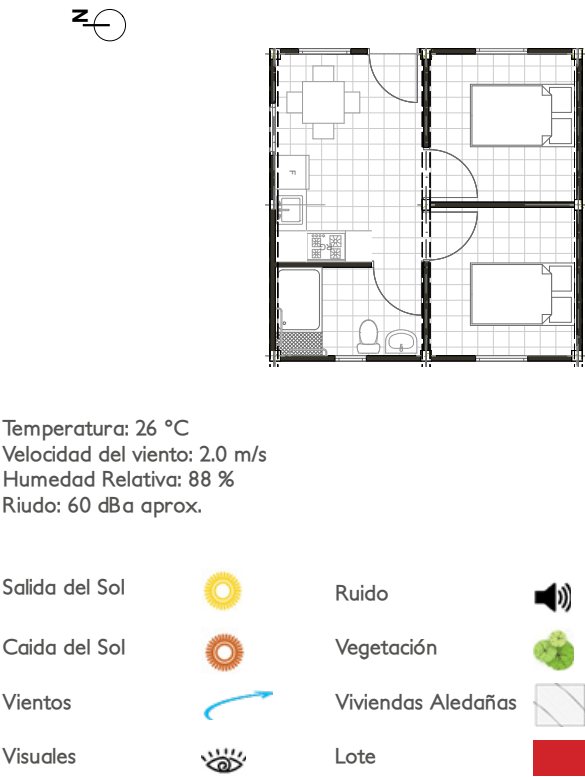 N
F
Temperatura: 26 °C
Velocidad del viento: 2.0 m/s
Humedad Relativa: 88 %
Riudo: 60 dBa aprox.
Salida del Sol
Ruido
Caida del Sol
Vegetación
Vientos
Viviendas Aledañas
Visuales
Lote